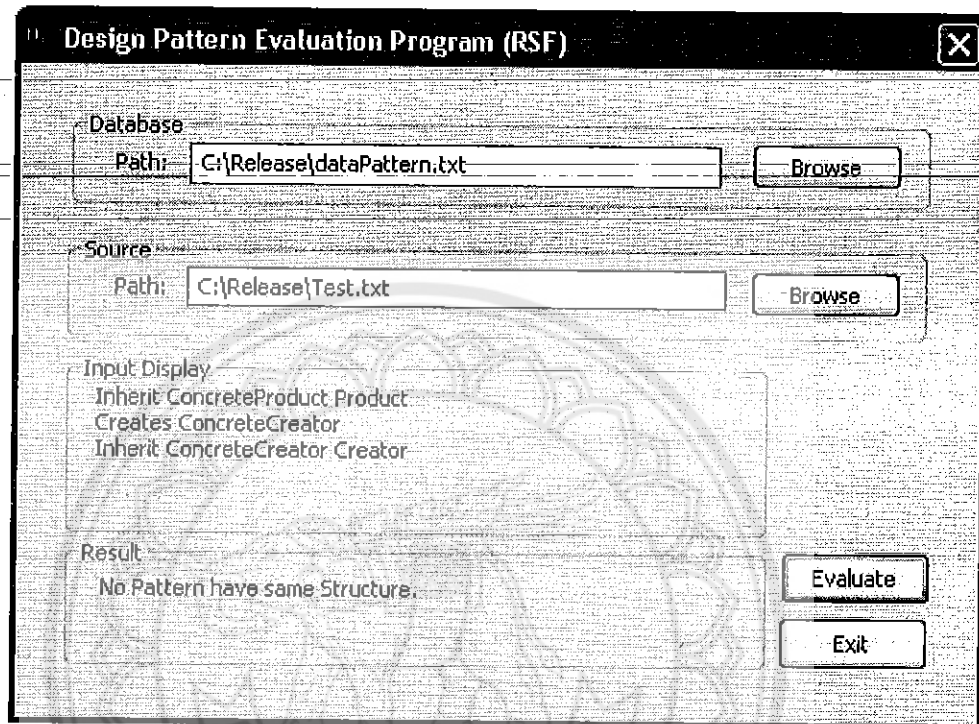 Design Pattern Evaluation Program (RSF)
Database
Path: C:\Release\dataPattern.txt Browse
Source
Path: C:\Release\Test.txt Browse
Input Display
Inherit ConcreteProduct Product
Creates ConcreteCreator
Inherit ConcreteCreator Creator
Result
No Pattern have same Structure.
Evaluate
Exit